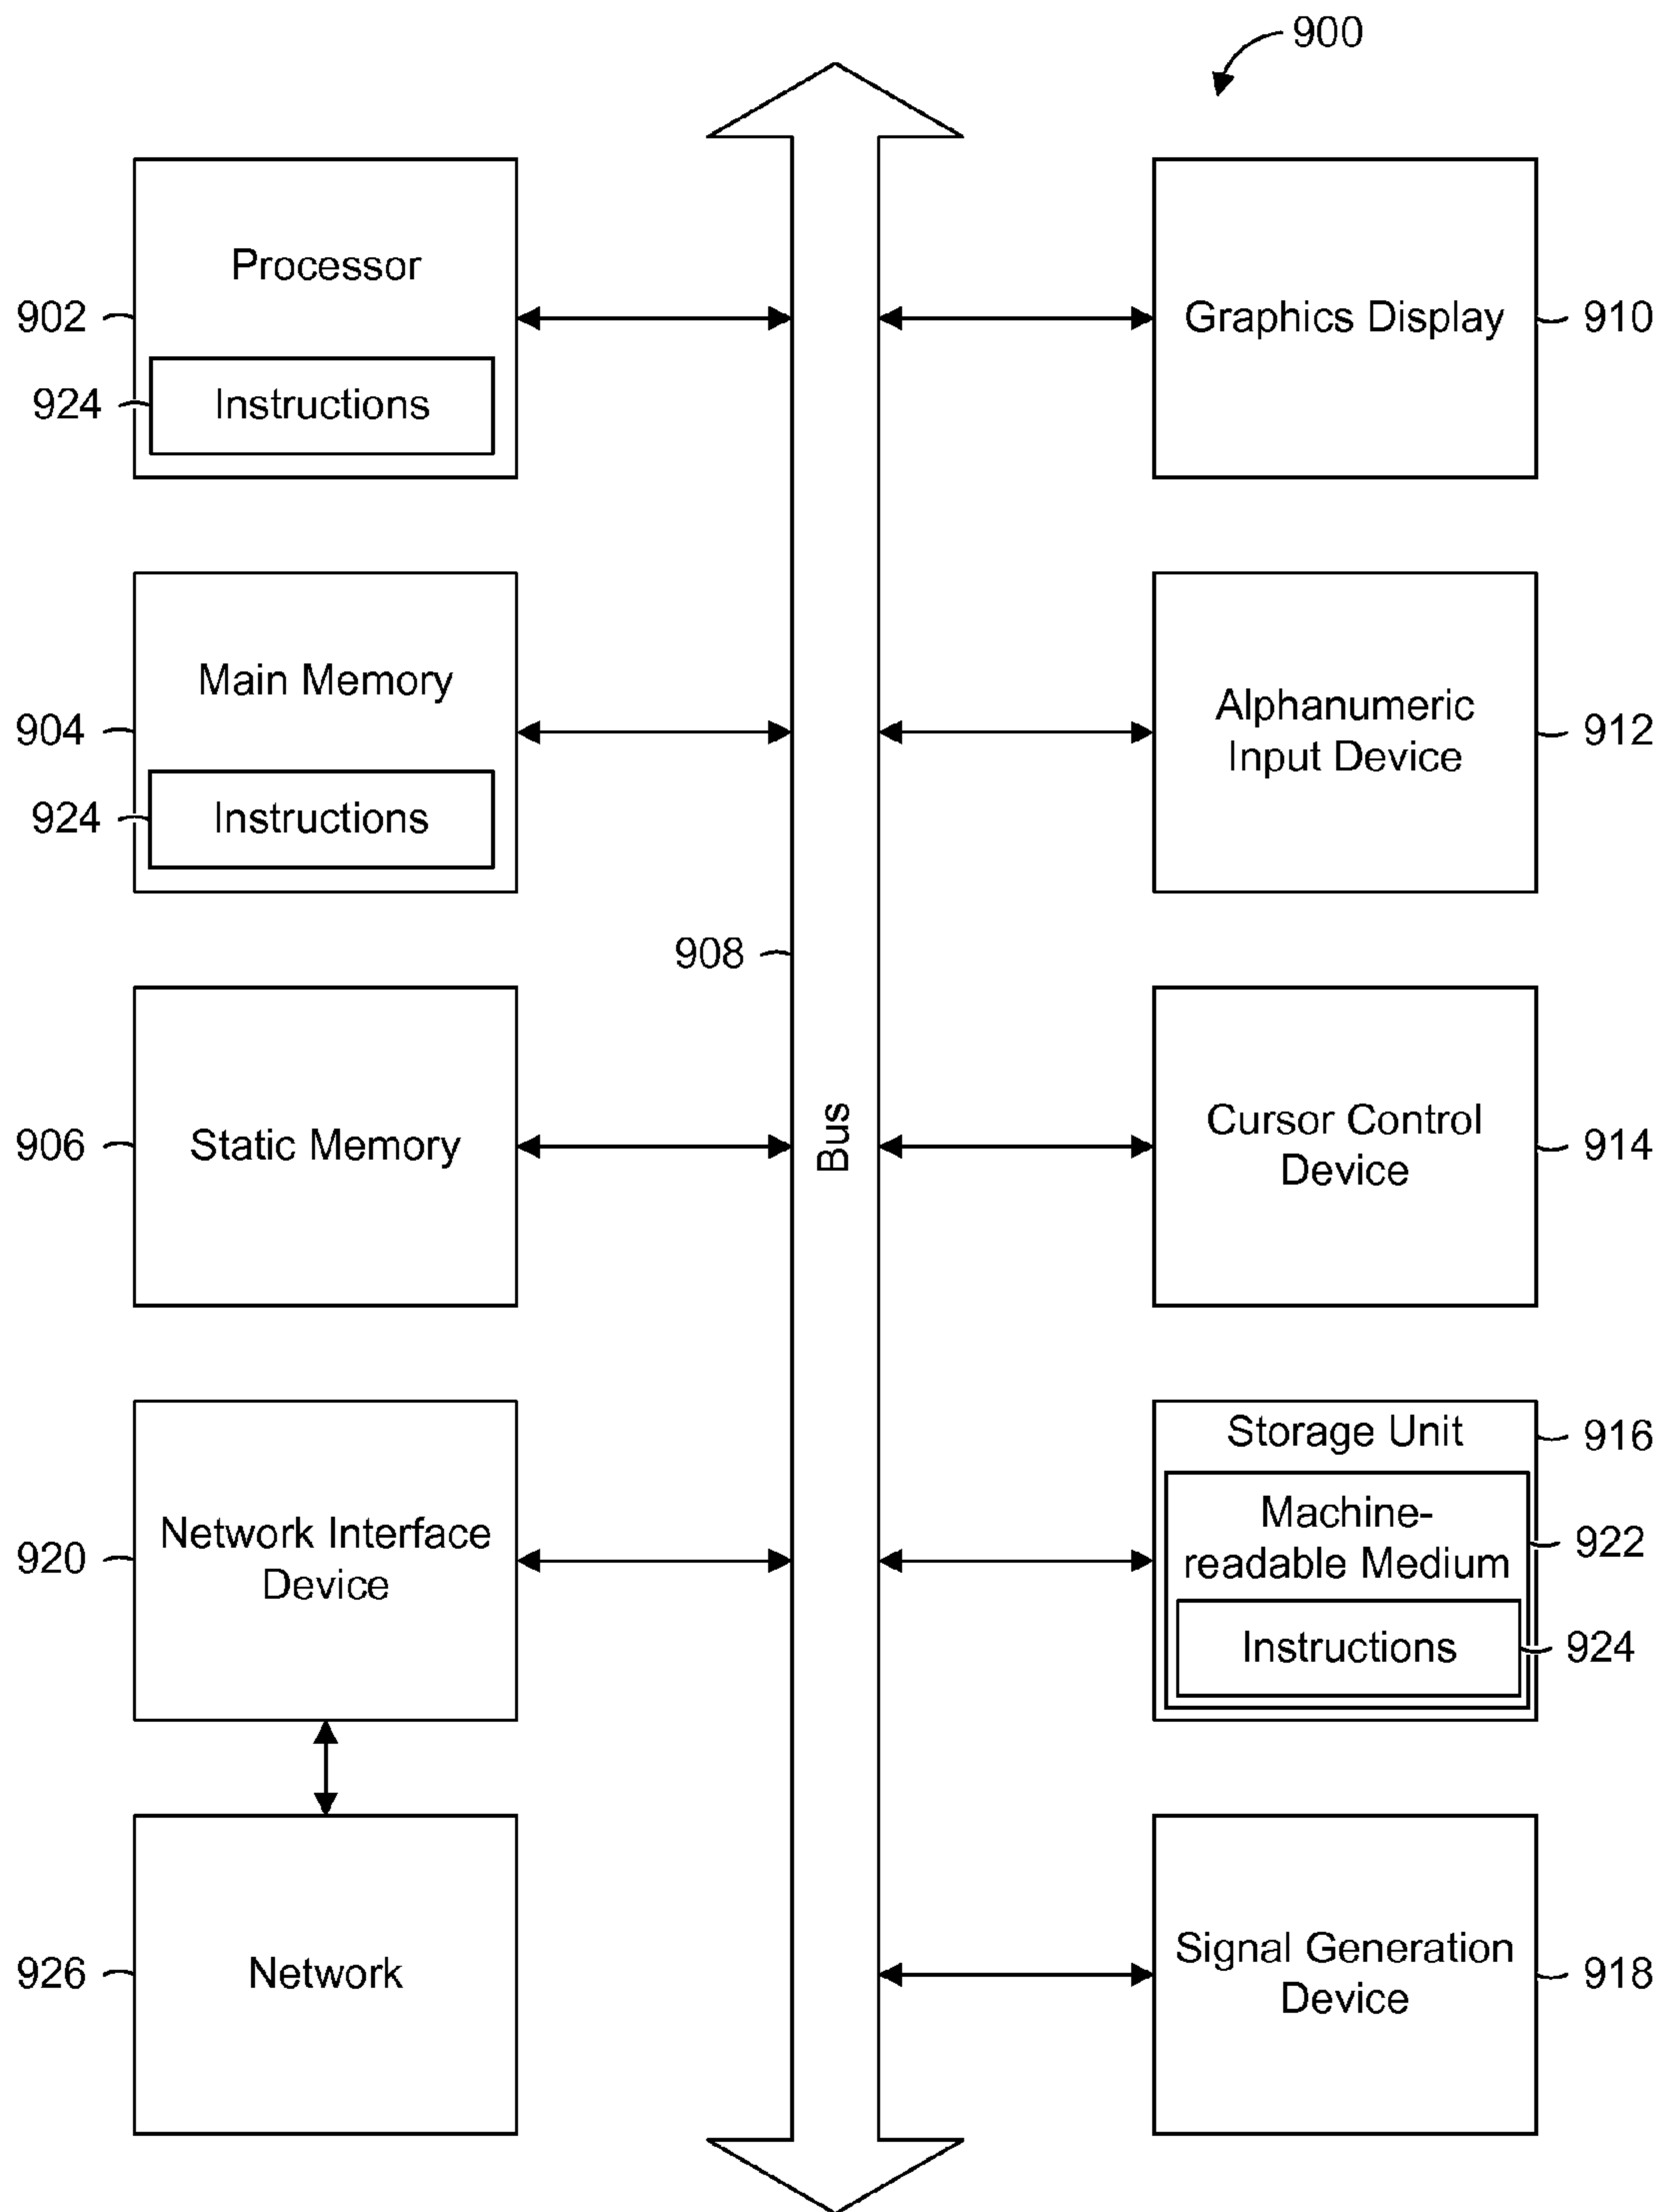 900
Processor
902
924
Instructions
Graphics Display
910
Main Memory
904
924
Instructions
Alphanumeric
Input Device
912
908
Bus
906
Static Memory
Cursor Control
Device
914
920
Network Interface
Device
Storage Unit
916
Machine-
readable Medium
922
Instructions
924
926
Network
Signal Generation
Device
918